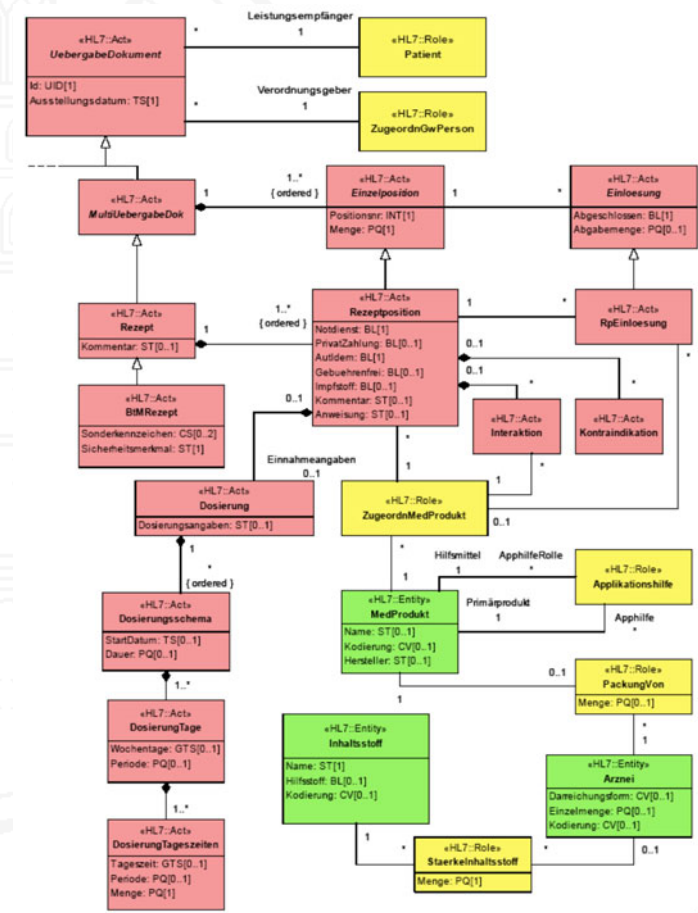 Leistungsempfänger
«HL7::Act»
UebergabeDokument
*
1
«HL7::Role»
Patient
Id: UID[1]
Ausstellungsdatum: TS[1]
Verordnungsgeber
*
1
«HL7::Role»
ZugeordnGwPerson
«HL7::Act»
MultiUebergabeDok
1
1..*
{ ordered }
«HL7::Act»
Einzelposition
Positionsnr: INT[1]
Menge: PQ[1]
1
*
«HL7::Act»
Einloesung
Abgeschlossen: BL[1]
Abgabemenge: PQ[0..1]
«HL7::Act»
Rezept
Kommentar: ST[0..1]
1
1..*
{ ordered }
«HL7::Act»
Rezeptposition
Notdienst: BL[1]
PrivatZahlung: BL[0..1]
AutIdem: BL[1]
Gebuehrenfrei: BL[0..1]
Impfstoff: BL[0..1]
Kommentar: ST[0..1]
Anweisung: ST[0..1]
1
*
«HL7::Act»
RpEinloesung
0..1
0..1
*
*
«HL7::Act»
BtMRezept
Sonderkennzeichen: CS[0..2]
Sicherheitsmerkmal: ST[1]
0..1
«HL7::Act»
Interaktion
«HL7::Act»
Kontraindikation
*
*
*
Einnahmeangaben
0..1
1
1
«HL7::Act»
Dosierung
Dosierungsangaben: ST[0..1]
«HL7::Role»
ZugeordnMedProdukt
0..1
1
*
{ ordered }
*
1
Hilfsmittel
1
ApphilfeRolle
*
«HL7::Role»
Applikationshilfe
«HL7::Entity»
MedProdukt
Name: ST[0..1]
Kodierung: CV[0..1]
Hersteller: ST[0..1]
Primärprodukt
1
Apphilfe
*
«HL7::Act»
Dosierungsschema
StartDatum: TS[0..1]
Dauer: PQ[0..1]
1..*
1
0..1
«HL7::Role»
PackungVon
Menge: PQ[0..1]
*
1
«HL7::Act»
DosierungTage
Wochentage: GTS[0..1]
Periode: PQ[0..1]
1..*
«HL7::Entity»
Inhaltsstoff
Name: ST[1]
Hilfsstoff: BL[0..1]
Kodierung: CV[0..1]
«HL7::Entity»
Arznei
Darreichungsform: CV[0..1]
Einzelmenge: PQ[0..1]
Kodierung: CV[0..1]
«HL7::Act»
DosierungTageszeiten
Tageszeit: GTS[0..1]
Periode: PQ[0..1]
Menge: PQ[1]
1
*
«HL7::Role»
StaerkeInhaltsstoff
Menge: PQ[1]
*
0..1